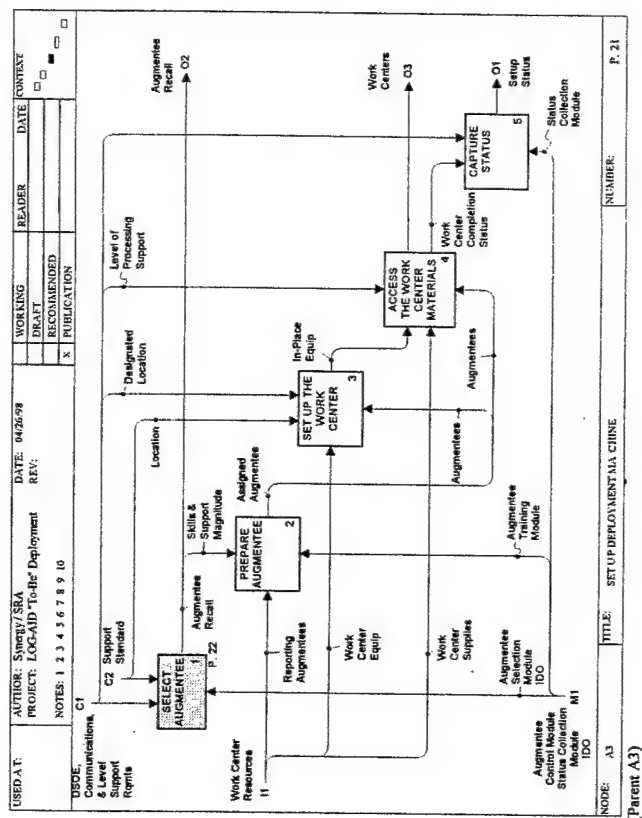 USED AT:
AUTHOR: Synergy/SRA
PROJECT: LOG-AID "To-Be" Deployment
NOTES: 1 2 3 4 5 6 7 8 9 10
DATE: 04/26/98
REV:
WORKING
DRAFT
RECOMMENDED
x PUBLICATION
READER
DATE
CONTEXT
DSOE,
Communications,
& Level
Support
Rqmts
C1
C2 Support
Standard
Location
Designated
Location
Level of
Processing
Support
SELECT
AUGMENTEE
1
P. 22
Augmentee
Recall
Augmentee
Recall
O2
Skills &
Support
Magnitude
Work Center
Resources
I1
Reporting
Augmentees
PREPARE
AUGMENTEE
2
Assigned
Augmentee
Work
Center
Equip
SET UP THE
WORK
CENTER
3
In-Place
Equip
Work
Center
Supplies
Augmentees
Augmentees
ACCESS
THE WORK
CENTER
MATERIALS
4
Work
Centers
O3
Work
Center
Completion
Status
CAPTURE
STATUS
5
O1
Setup
Status
Augmentee
Control Module
Status Collection
Module
IDO
M1
Augmentee
Selection
Module
IDO
Augmentee
Training
Module
Status
Collection
Module
NODE: A3
TITLE: SET UP DEPLOYMENT MA CHINE
NUMBER:
P. 21
(Parent A3)